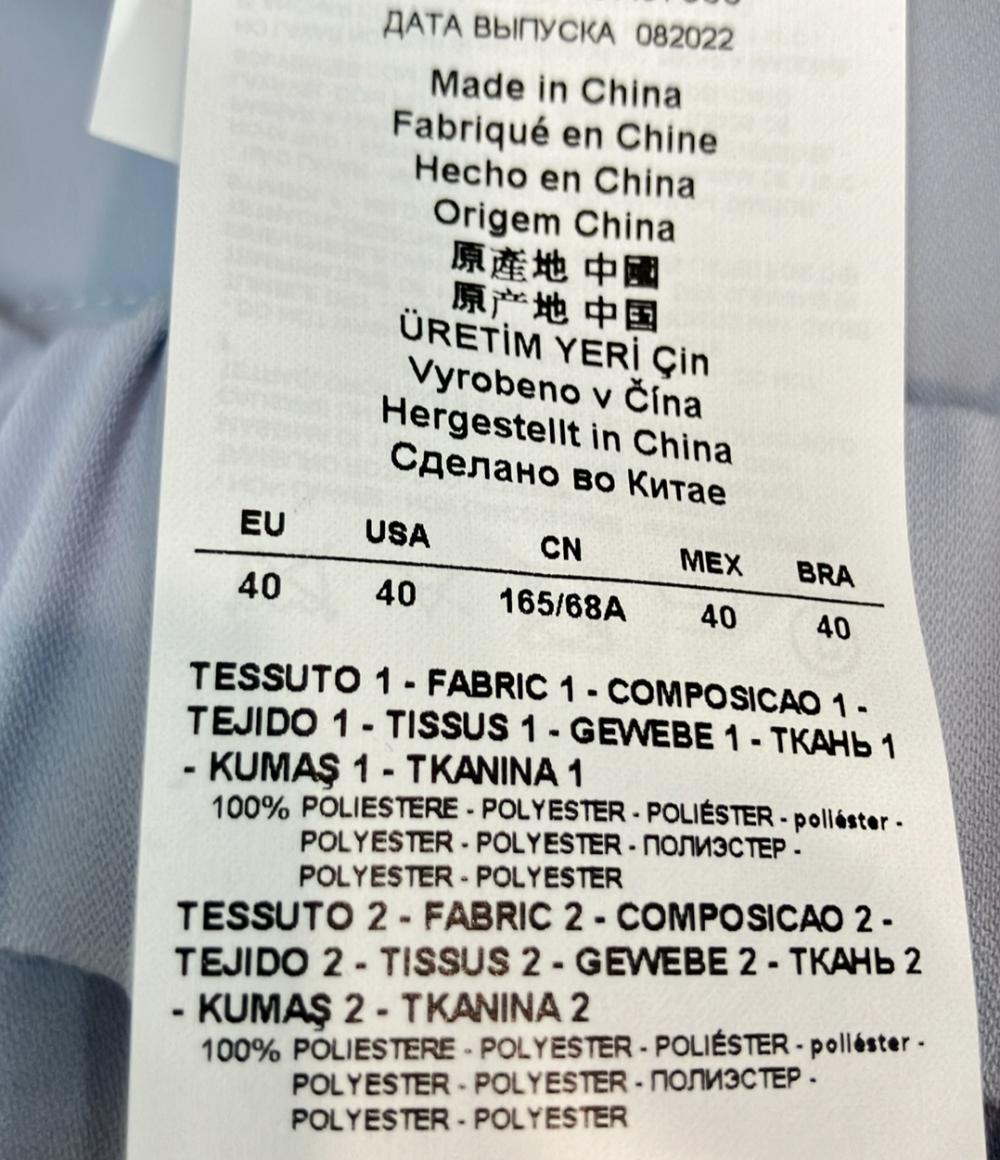 ДАТА ВЫПУСКА 082022
Made in China
Fabriqué en Chine
Hecho en China
Origem China
原產地 中國
原产地 中国
ÜRETİM YERİ Çin
Vyrobeno v Čína
Hergestellt in China
Сделано во Китае
EU USA CN MEX BRA
40 40 165/68A 40 40
TESSUTO 1 - FABRIC 1 - COMPOSICAO 1 -
TEJIDO 1 - TISSUS 1 - GEWEBE 1 - ТКАНЬ 1
- KUMAŞ 1 - TKANINA 1
100% POLIESTERE - POLYESTER - POLIÉSTER - poliéster -
POLYESTER - POLYESTER - ПОЛИЭСТЕР -
POLYESTER - POLYESTER
TESSUTO 2 - FABRIC 2 - COMPOSICAO 2 -
TEJIDO 2 - TISSUS 2 - GEWEBE 2 - ТКАНЬ 2
- KUMAŞ 2 - TKANINA 2
100% POLIESTERE - POLYESTER - POLIÉSTER - poliéster -
POLYESTER - POLYESTER - ПОЛИЭСТЕР -
POLYESTER - POLYESTER